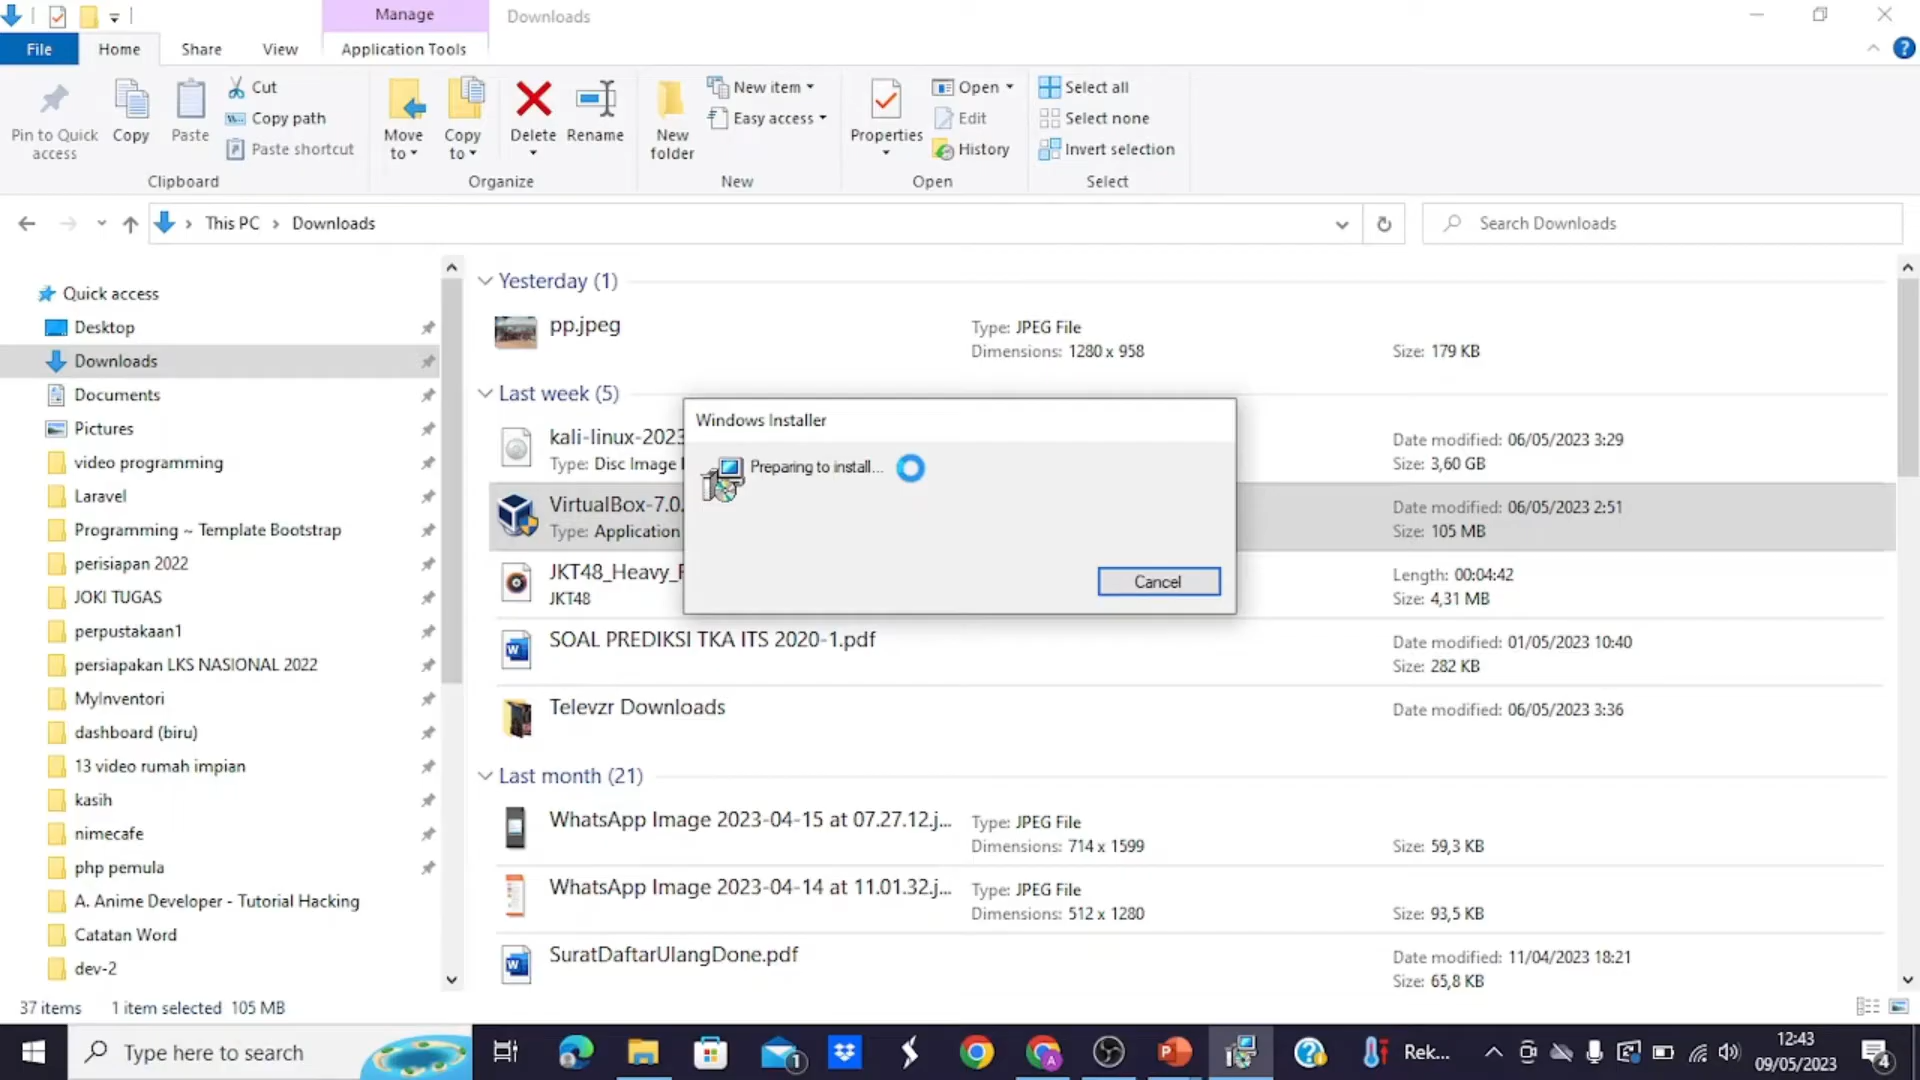 Manage
Downloads
File
Home
Share
View
Application Tools
Pin to Quick access
Copy
Paste
Cut
Copy path
Paste shortcut
Clipboard
Move to
Copy to
Delete
Rename
Organize
New folder
New item
Easy access
New
Properties
Open
Edit
History
Open
Select all
Select none
Invert selection
Select
This PC
Downloads
Search Downloads
Quick access
Desktop
Downloads
Documents
Pictures
video programming
Laravel
Programming ~ Template Bootstrap
perisiapan 2022
JOKI TUGAS
perpustakaan1
persiapakan LKS NASIONAL 2022
MyInventori
dashboard (biru)
13 video rumah impian
kasih
nimecafe
php pemula
A. Anime Developer - Tutorial Hacking
Catatan Word
dev-2
Yesterday (1)
pp.jpeg
Type: JPEG File
Dimensions: 1280 x 958
Size: 179 KB
Last week (5)
kali-linux-2023
Type: Disc Image
Date modified: 06/05/2023 3:29
Size: 3,60 GB
VirtualBox-7.0.
Type: Application
Date modified: 06/05/2023 2:51
Size: 105 MB
JKT48_Heavy_
JKT48
Length: 00:04:42
Size: 4,31 MB
SOAL PREDIKSI TKA ITS 2020-1.pdf
Date modified: 01/05/2023 10:40
Size: 282 KB
Televzr Downloads
Date modified: 06/05/2023 3:36
Last month (21)
WhatsApp Image 2023-04-15 at 07.27.12.j...
Type: JPEG File
Dimensions: 714 x 1599
Size: 59,3 KB
WhatsApp Image 2023-04-14 at 11.01.32.j...
Type: JPEG File
Dimensions: 512 x 1280
Size: 93,5 KB
SuratDaftarUlangDone.pdf
Date modified: 11/04/2023 18:21
Size: 65,8 KB
Windows Installer
Preparing to install...
Cancel
37 items
1 item selected 105 MB
Type here to search
1
Rek...
12:43
09/05/2023
4